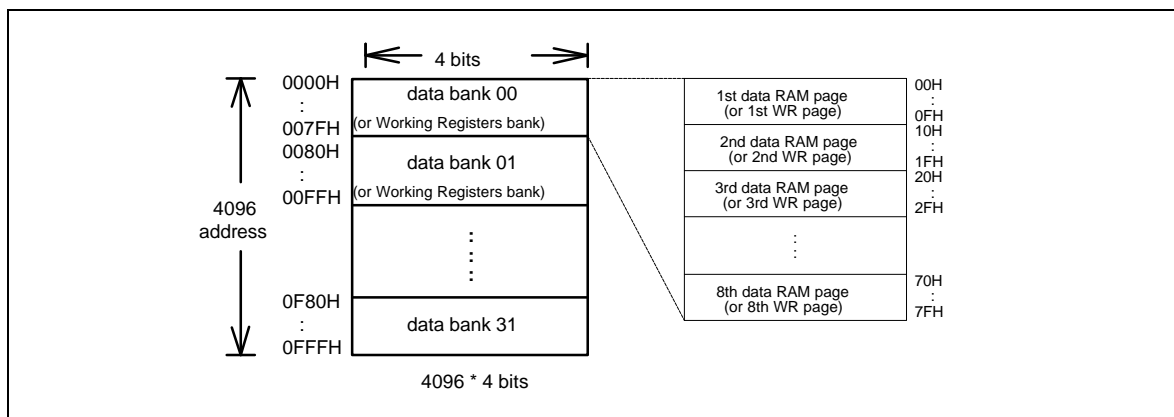 4 bits
0000H
:
007FH
0080H
:
00FFH
0F80H
:
0FFFH
4096
address
data bank 00
(or Working Registers bank)
data bank 01
(or Working Registers bank)
:
:
data bank 31
4096 * 4 bits
1st data RAM page
(or 1st WR page)
2nd data RAM page
(or 2nd WR page)
3rd data RAM page
(or 3rd WR page)
:
:
8th data RAM page
(or 8th WR page)
00H
:
0FH
10H
:
1FH
20H
:
2FH
70H
:
7FH